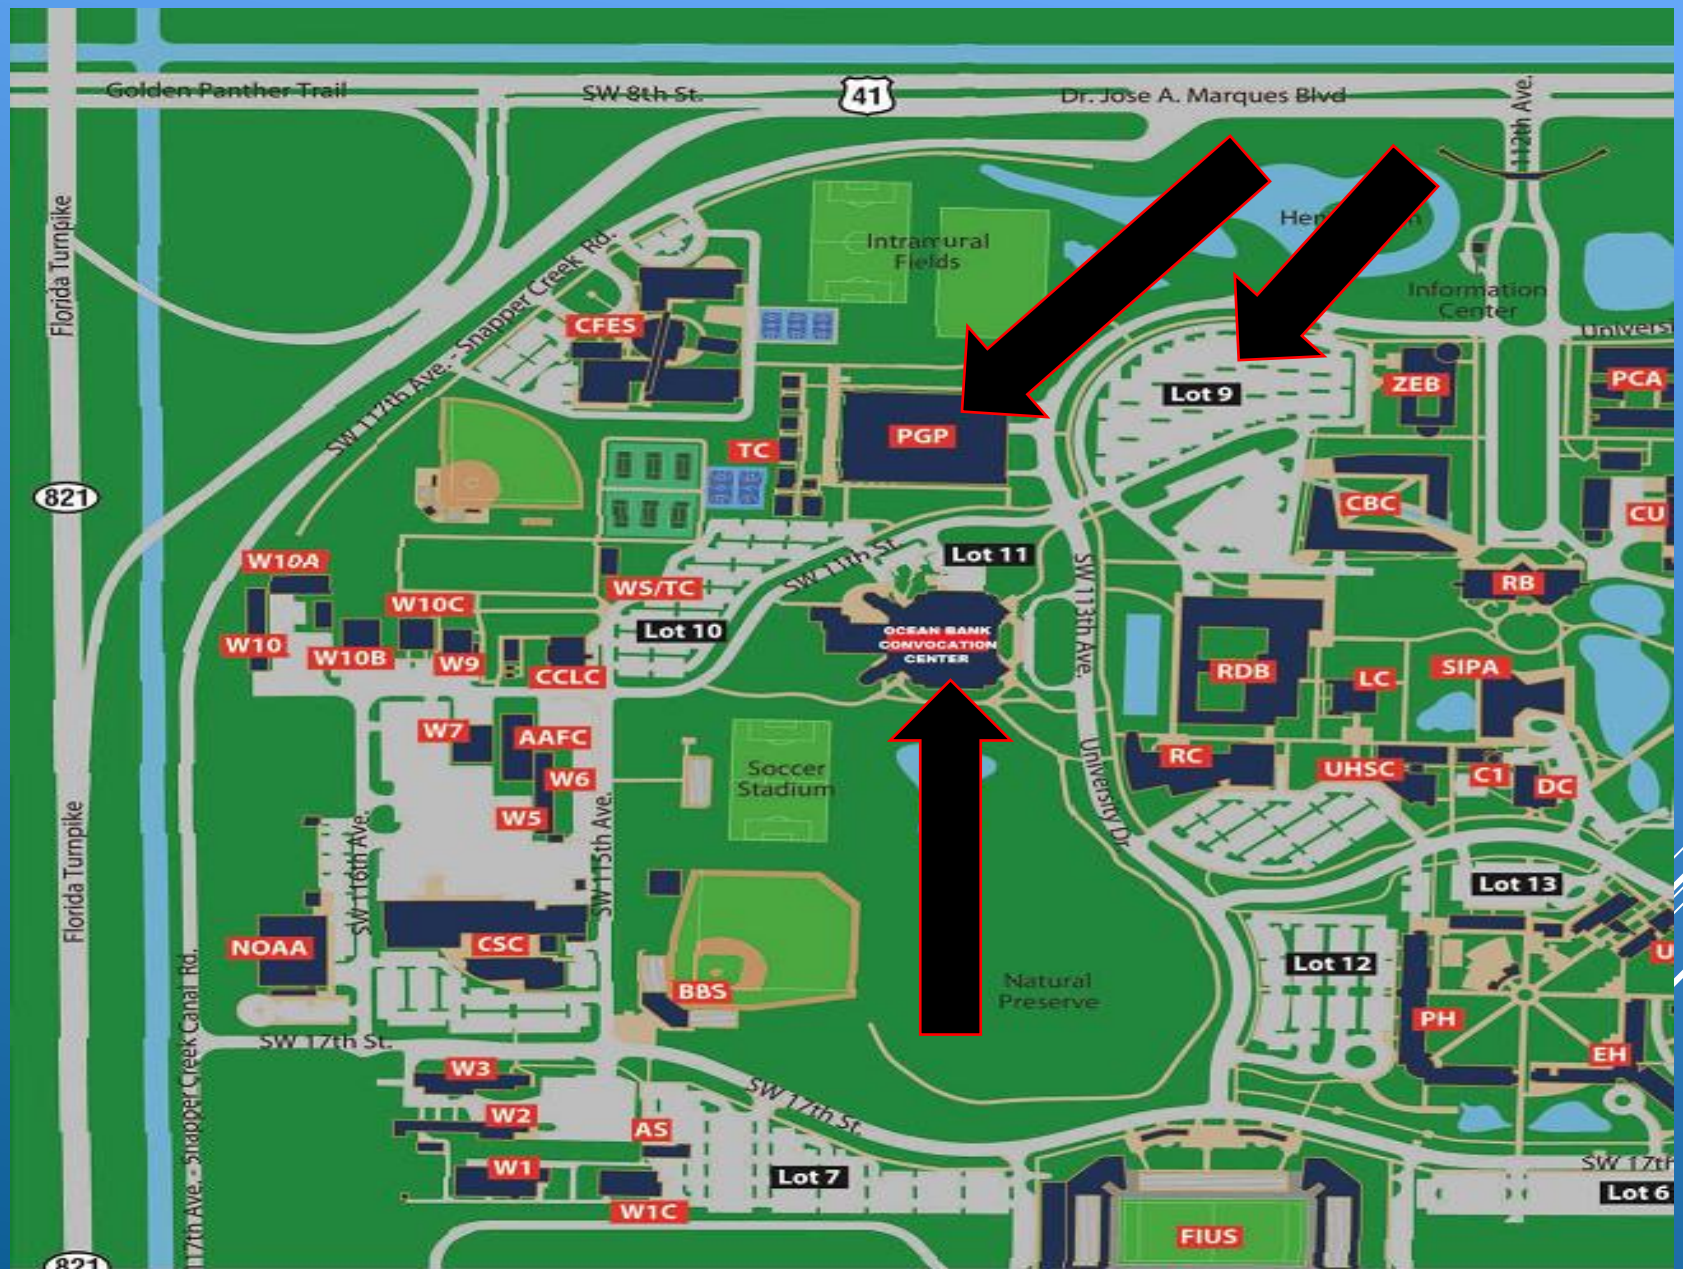 Golden Panther Trail
SW 8th St.
41
Dr. Jose A. Marques Blvd
112th Ave.
Florida Turnpike
Intramural
Fields
SW 117th Ave. - Snapper Creek Rd.
Information
Center
CFES
Lot 9
ZEB
PCA
PGP
TC
821
CBC
CU
W10A
WS/TC
SW 11th St.
Lot 11
SW 113th Ave.
RB
W10C
W10
W10B
W9
CCLC
Lot 10
OCEAN BANK
CONVOCATION
CENTER
RDB
LC
SIPA
W7
AAFC
W6
W5
Soccer
Stadium
University Dr
RC
UHSC
C1
DC
Florida Turnpike
SW 116th Ave.
SW 115th Ave.
Lot 13
NOAA
CSC
BBS
Natural
Preserve
Lot 12
PH
EH
SW 17th St.
W3
W2
W1
AS
W1C
SW 17th St.
Lot 7
FIUS
Lot 6
821